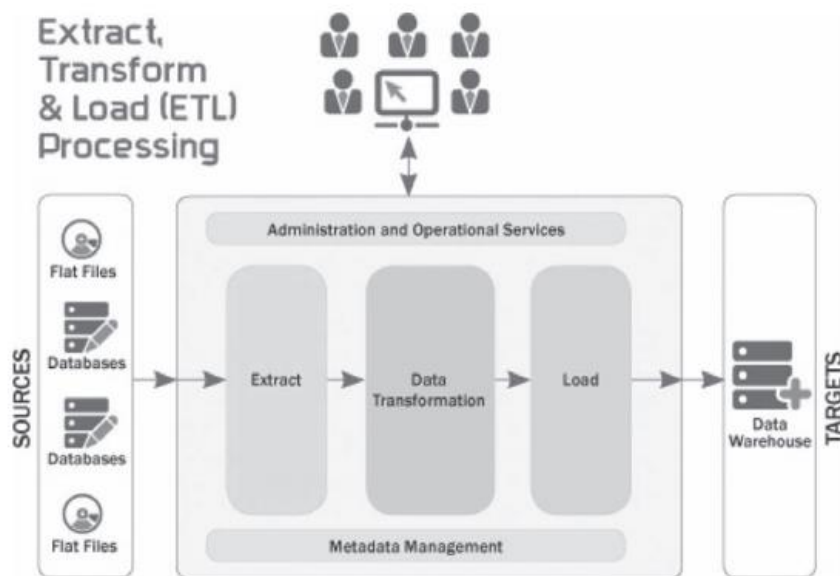 Extract,
Transform
& Load (ETL)
Processing
SOURCES
Flat Files
Databases
Databases
Flat Files
Administration and Operational Services
Extract
Data
Transformation
Load
Metadata Management
Data
Warehouse
TARGETS